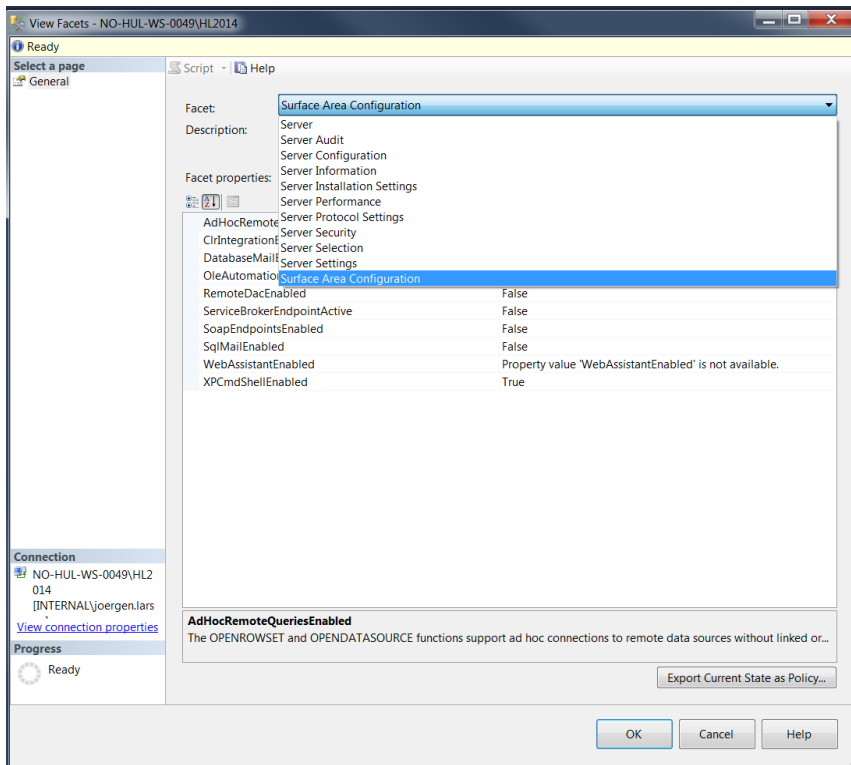 View Facets - NO-HUL-WS-0049\HL2014
Ready
Select a page
General
Script
Help
Facet:
Surface Area Configuration
Description:
Server
Server Audit
Server Configuration
Server Information
Facet properties:
Server Installation Settings
Server Performance
Server Protocol Settings
Server Security
Server Selection
Server Settings
Surface Area Configuration
AdHocRemote
ClrIntegrationE
DatabaseMailE
OleAutomation
RemoteDacEnabled False
ServiceBrokerEndpointActive False
SoapEndpointsEnabled False
SqlMailEnabled False
WebAssistantEnabled Property value 'WebAssistantEnabled' is not available.
XPCmdShellEnabled True
Connection
NO-HUL-WS-0049\HL2
014
[INTERNAL\joergen.lars
View connection properties
Progress
Ready
AdHocRemoteQueriesEnabled
The OPENROWSET and OPENDATASOURCE functions support ad hoc connections to remote data sources without linked or...
Export Current State as Policy...
OK
Cancel
Help